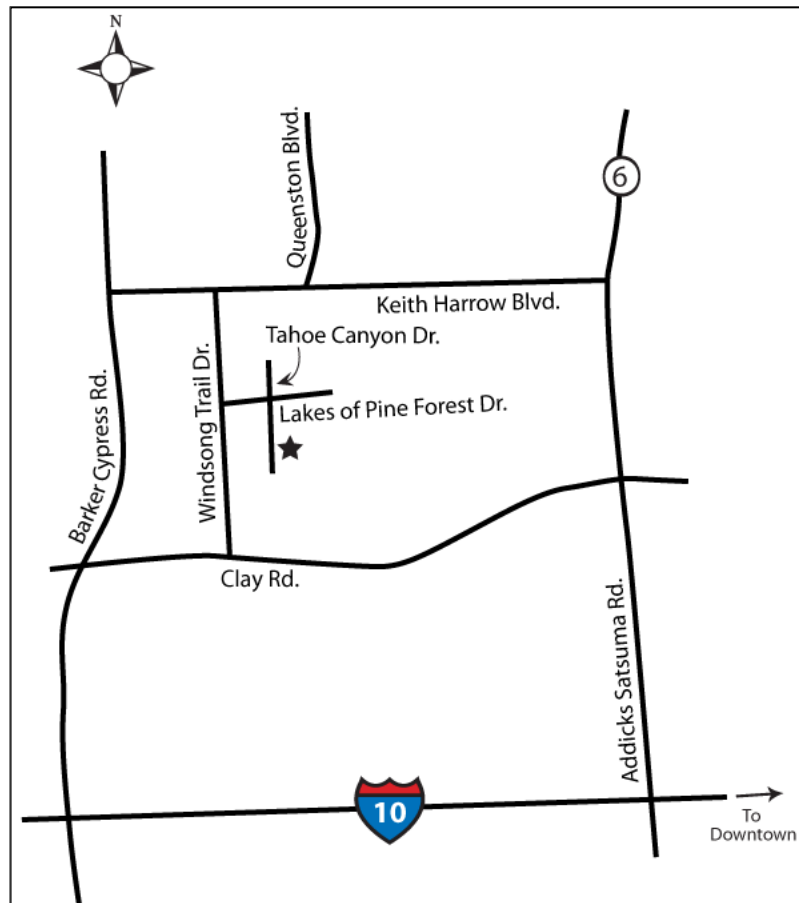 N
Queenston Blvd.
6
Keith Harrow Blvd.
Tahoe Canyon Dr.
Lakes of Pine Forest Dr.
Windsong Trail Dr.
Barker Cypress Rd.
Clay Rd.
Addicks Satsuma Rd.
10
To
Downtown